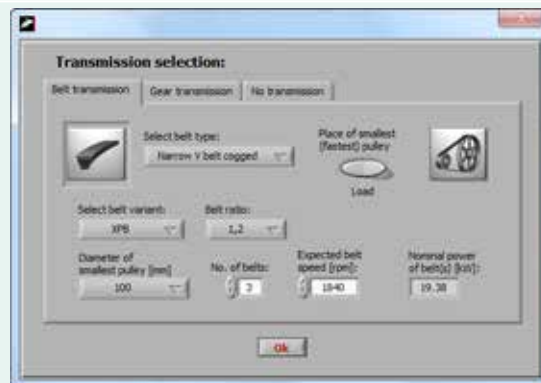 Transmission selection:
Belt transmission Gear transmission No transmission
Select belt type:
Narrow V belt cogged
Place of smallest
(fastest) pulley
Load
Select belt variant:
XPB
Belt ratio:
1,2
Diameter of
smallest pulley [mm]
100
No. of belts:
3
Expected belt
speed [rpm]:
1840
Nominal power
of belt(s) [kW]:
19.38
Ok